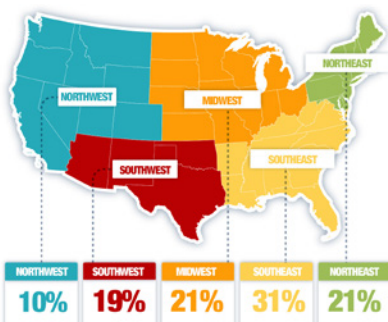 NORTHEAST
NORTHWEST
MIDWEST
SOUTHEAST
SOUTHWEST
NORTHWEST SOUTHWEST MIDWEST SOUTHEAST NORTHEAST
10% 19% 21% 31% 21%